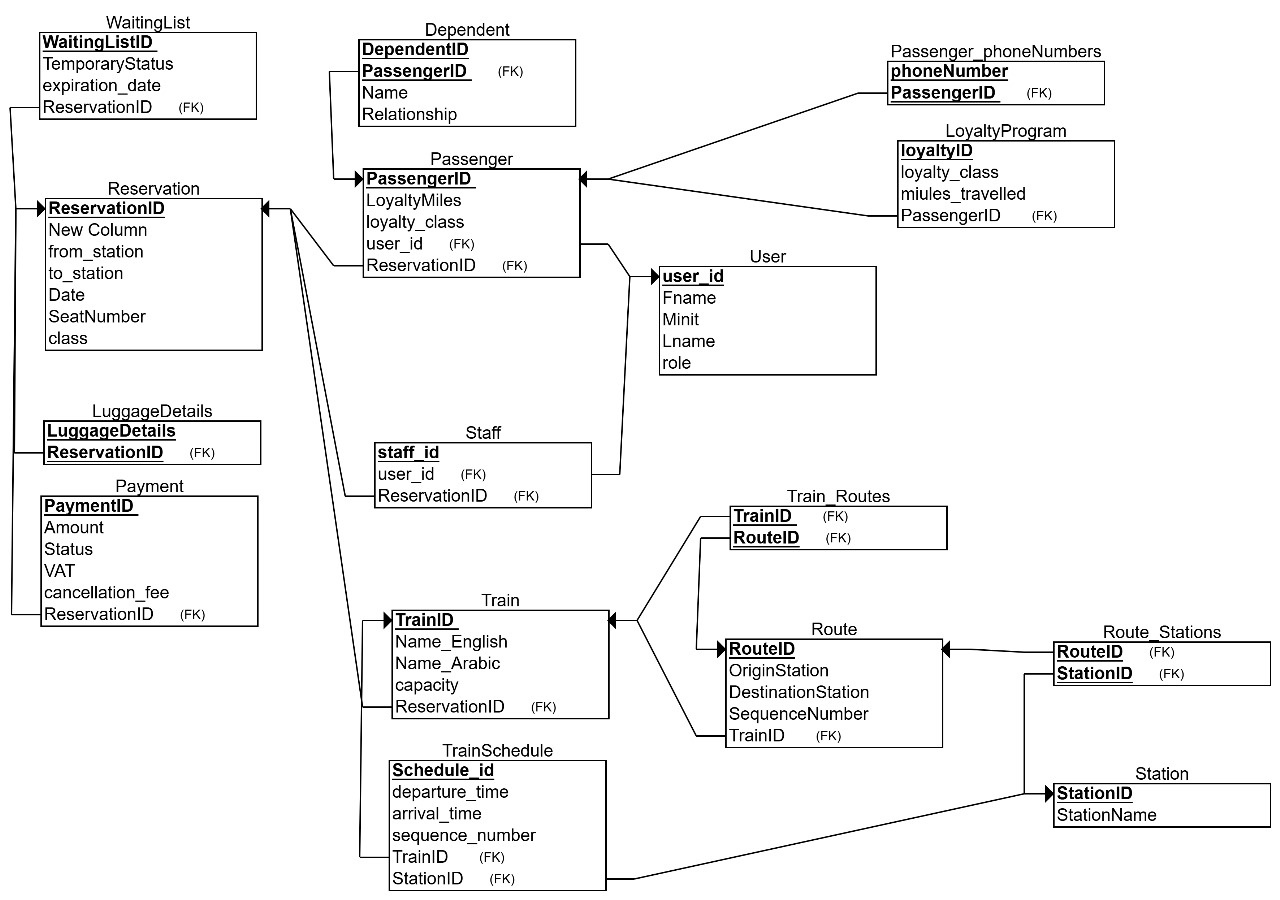 WaitingList
WaitingListID
TemporaryStatus
expiration_date
ReservationID (FK)
Dependent
DependentID
PassengerID (FK)
Name
Relationship
Passenger_phoneNumbers
phoneNumber
PassengerID (FK)
LoyaltyProgram
loyaltyID
loyalty_class
miules_travelled
PassengerID (FK)
Passenger
PassengerID
LoyaltyMiles
loyalty_class
user_id (FK)
ReservationID (FK)
Reservation
ReservationID
New Column
from_station
to_station
Date
SeatNumber
class
User
user_id
Fname
Minit
Lname
role
LuggageDetails
LuggageDetails
ReservationID (FK)
Staff
staff_id
user_id (FK)
ReservationID (FK)
Payment
PaymentID
Amount
Status
VAT
cancellation_fee
ReservationID (FK)
Train_Routes
TrainID (FK)
RouteID (FK)
Train
TrainID
Name_English
Name_Arabic
capacity
ReservationID (FK)
Route
RouteID
OriginStation
DestinationStation
SequenceNumber
TrainID (FK)
Route_Stations
RouteID (FK)
StationID (FK)
TrainSchedule
Schedule_id
departure_time
arrival_time
sequence_number
TrainID (FK)
StationID (FK)
Station
StationID
StationName